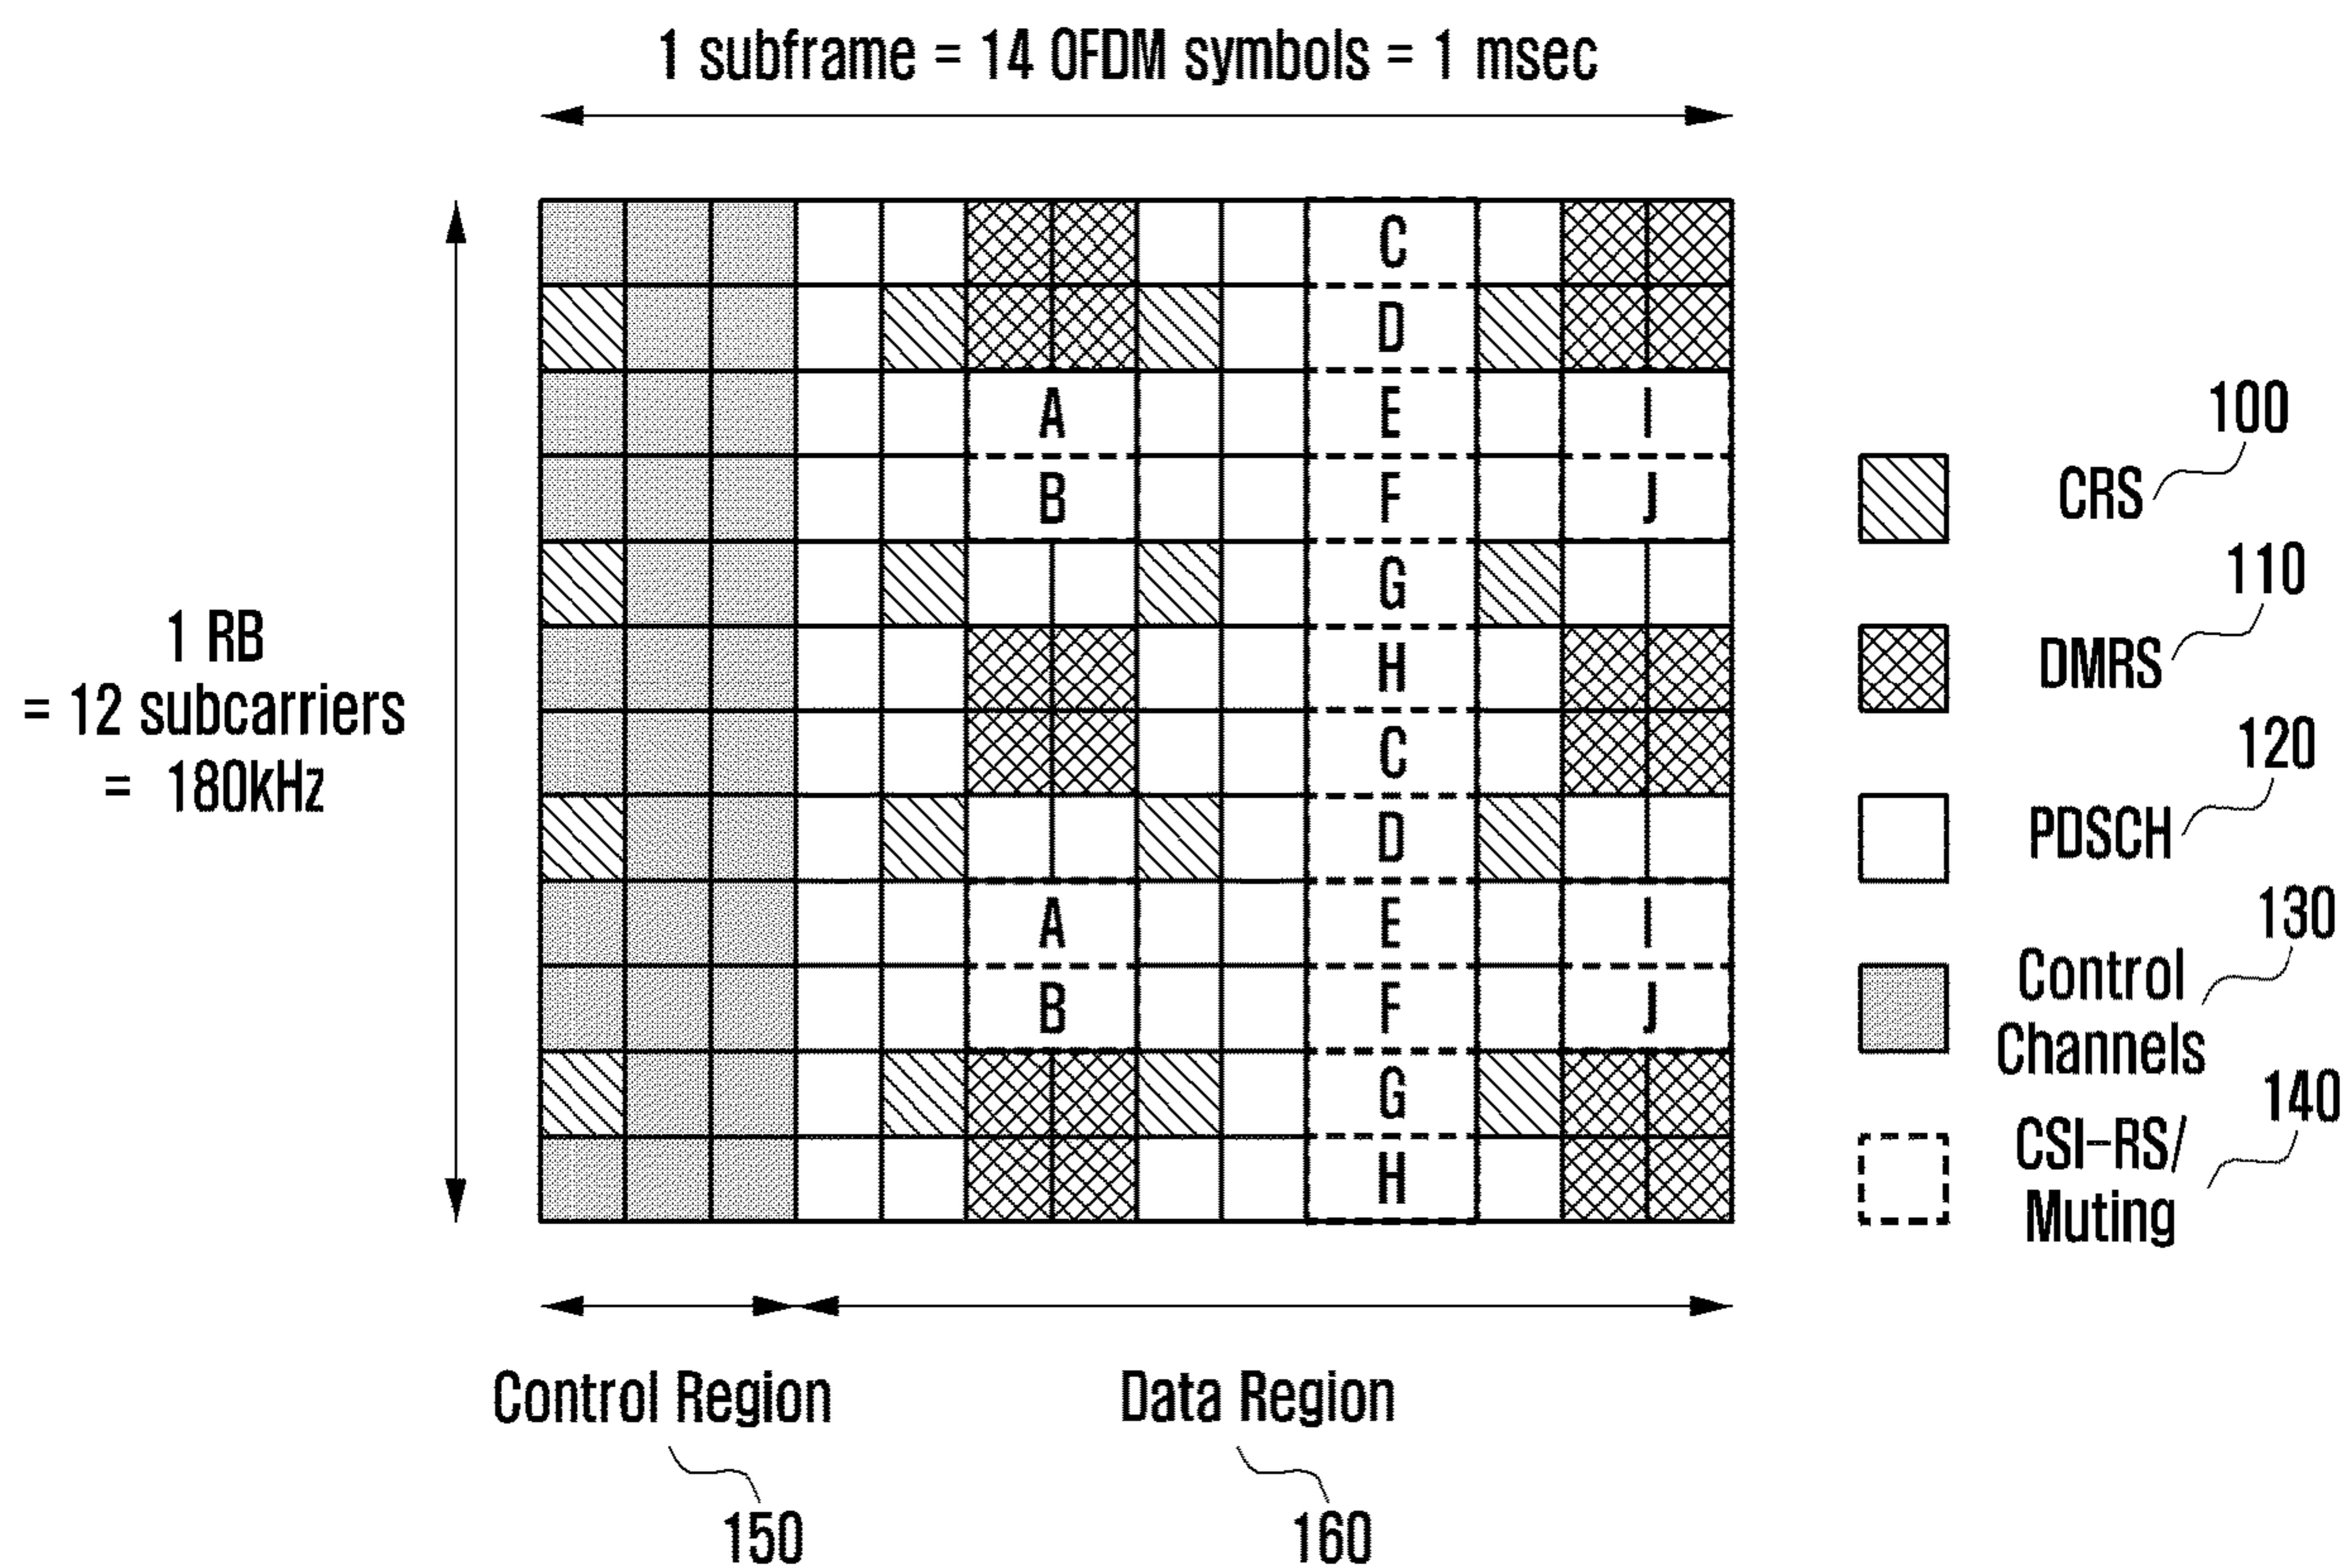 1 subframe = 14 OFDM symbols = 1 msec
C
D
A E I
B F J
G
H
C
D
A E I
B F J
G
H
1 RB
= 12 subcarriers
= 180kHz
100
CRS
110
DMRS
120
PDSCH
130
Control
Channels
140
CSI-RS/
Muting
Control Region
150
Data Region
160